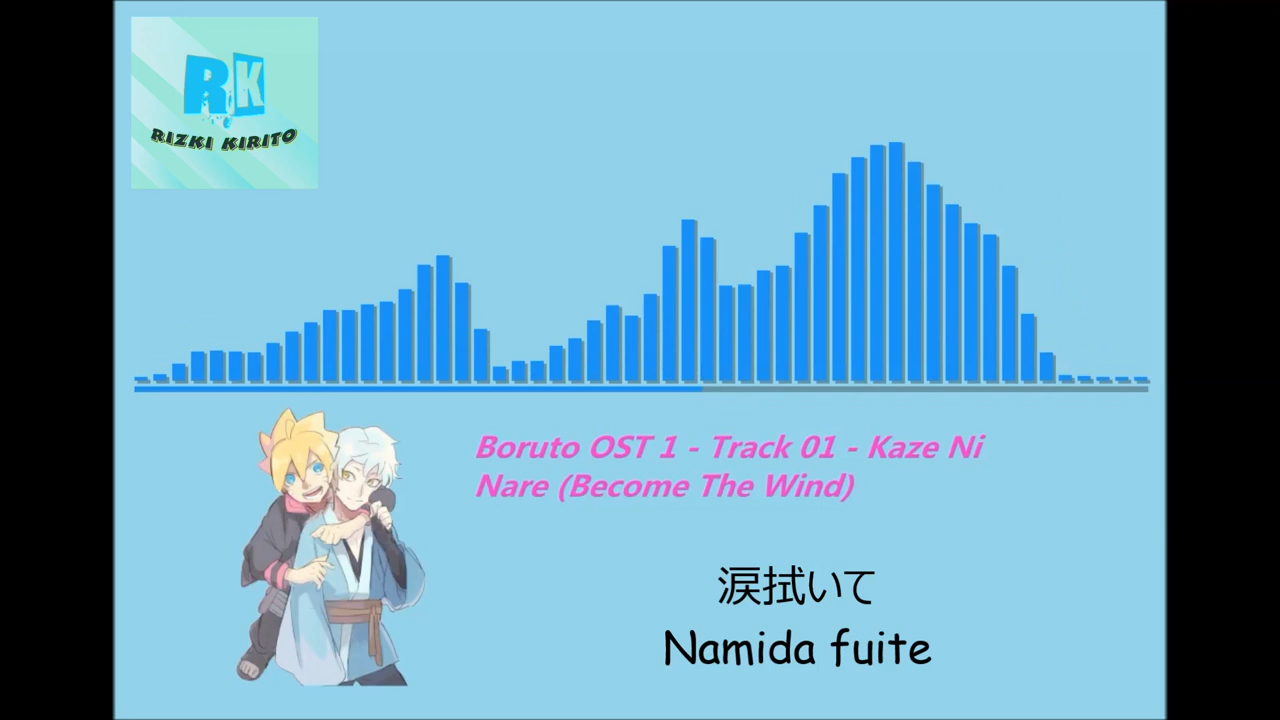 RK
RIZKI KIRITO
Boruto OST 1 - Track 01 - Kaze Ni
Nare (Become The Wind)
涙拭いて
Namida fuite